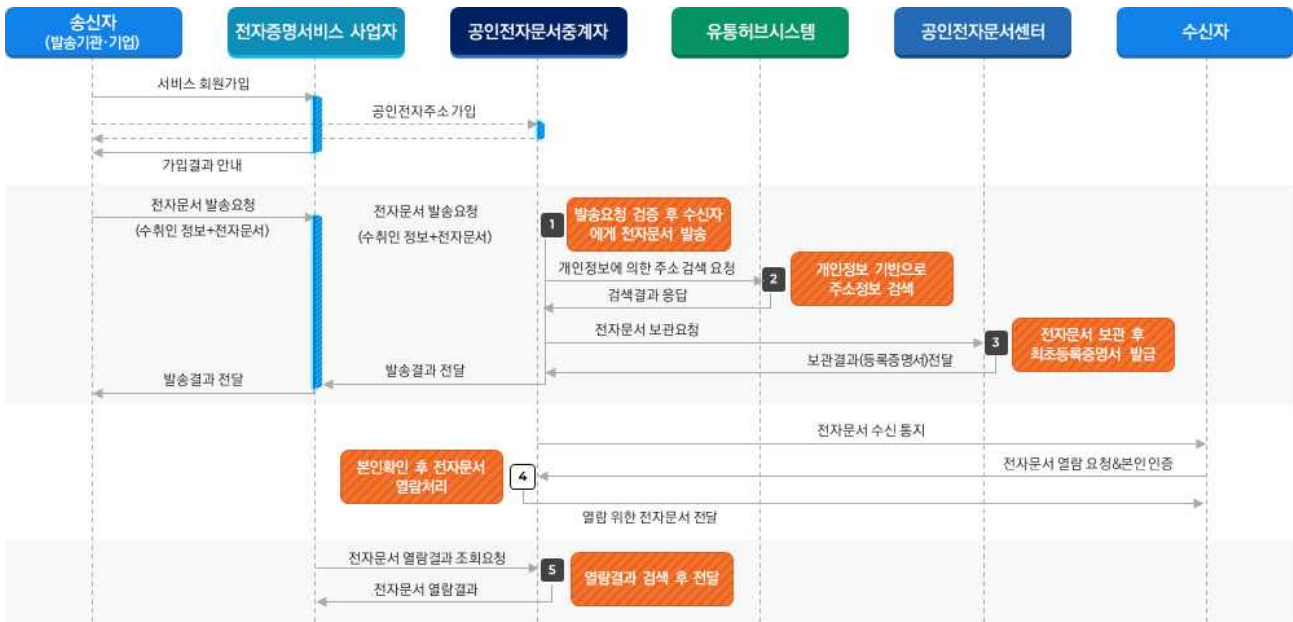 송신자
(발송기관·기업)
전자증명서비스 사업자
공인전자문서중계자
유통허브시스템
공인전자문서센터
수신자
서비스 회원가입
공인전자주소 가입
가입결과 안내
전자문서 발송요청
(수취인 정보+전자문서)
전자문서 발송요청
(수취인 정보+전자문서)
1
발송요청 검증 후 수신자
에게 전자문서 발송
개인정보에 의한 주소 검색 요청
2
개인정보 기반으로
주소정보 검색
검색결과 응답
전자문서 보관요청
3
전자문서 보관 후
최초등록증명서 발급
보관결과(등록증명서)전달
발송결과 전달
발송결과 전달
전자문서 수신 통지
본인확인 후 전자문서
열람처리
4
전자문서 열람 요청&본인 인증
열람 위한 전자문서 전달
전자문서 열람결과 조회요청
5
열람결과 검색 후 전달
전자문서 열람결과